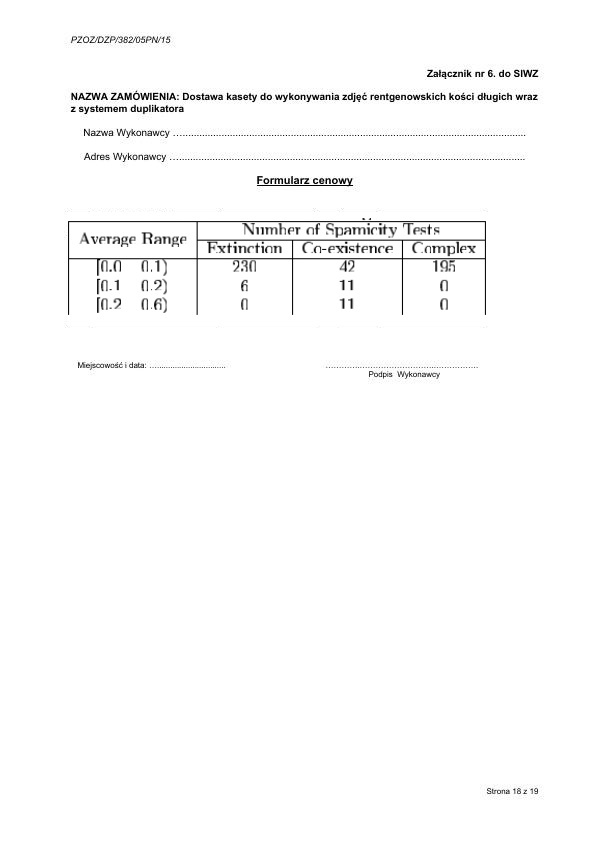 PZOZ/DZP/382/05PN/15
Załącznik nr 6. do SIWZ
NAZWA ZAMÓWIENIA: Dostawa kasety do wykonywania zdjęć rentgenowskich kości długich wraz
z systemem duplikatora
Nazwa Wykonawcy ….......................................................................................................................
Adres Wykonawcy ….......................................................................................................................
Formularz cenowy
Number of Spamicity Tests
Average Range
Extinction Co-existence Complex
[0.0 0.1) 230 42 195
[0.1 0.2) 6 11 0
[0.2 0.6) 0 11 0
Miejscowość i data: …............................. ……………………………………………
Podpis Wykonawcy
Strona 18 z 19